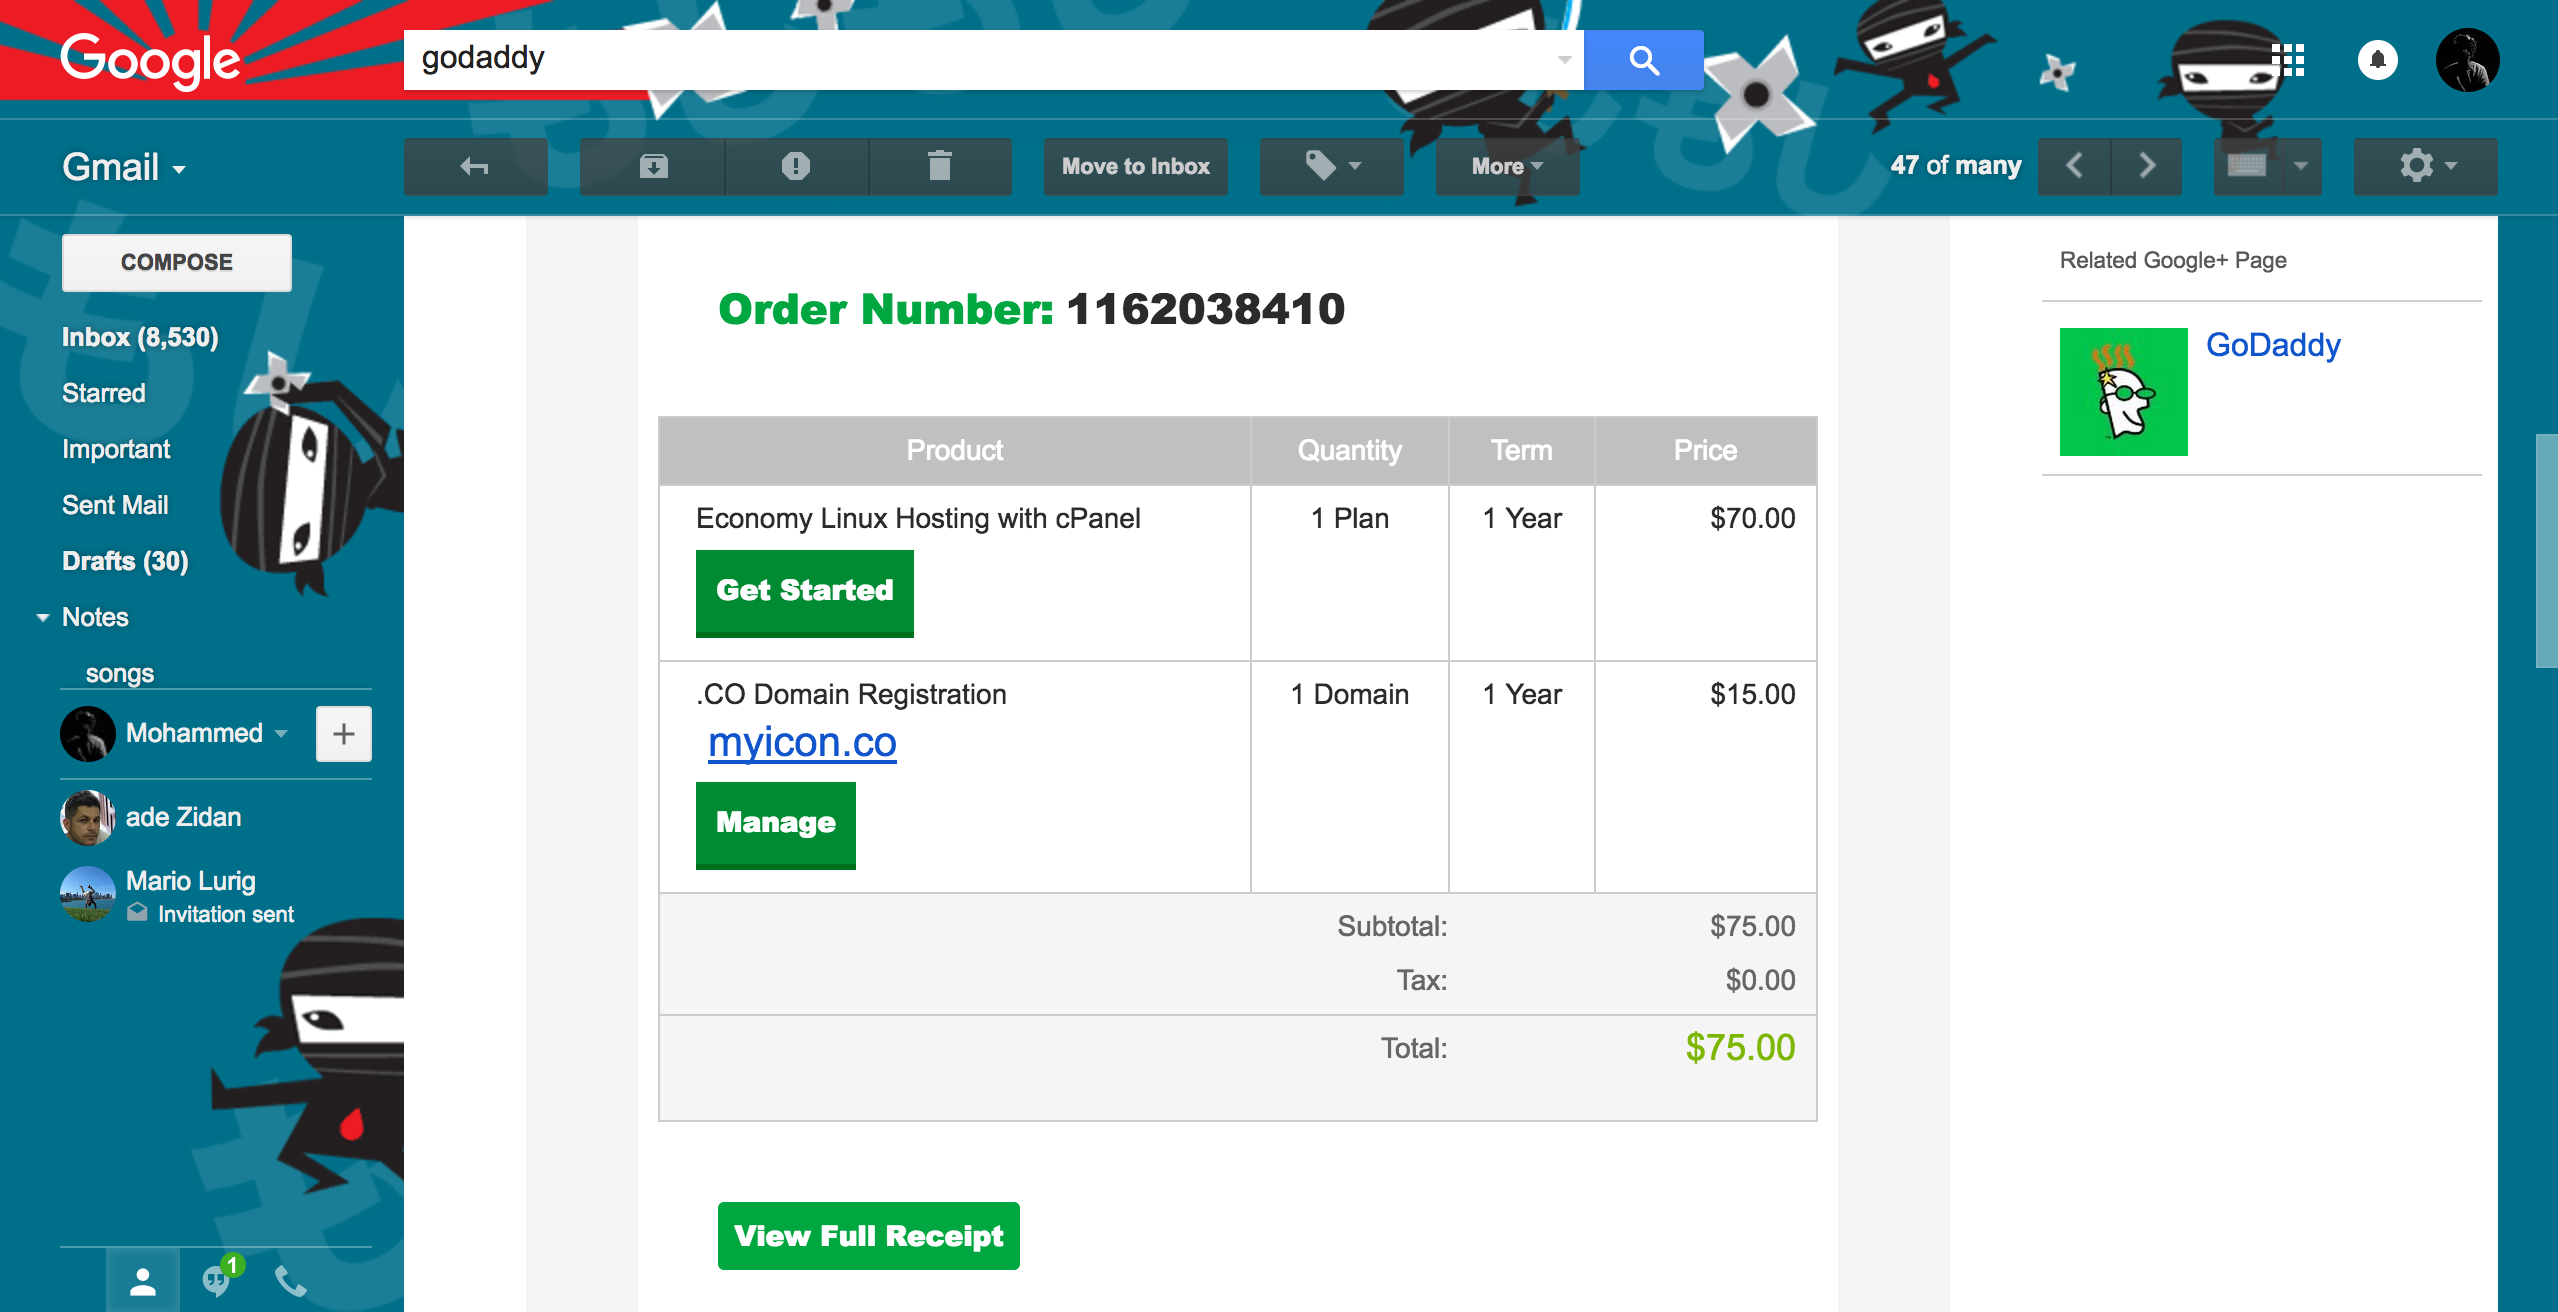 Google
godaddy
Gmail
Move to Inbox
More
47 of many
COMPOSE
Inbox (8,530)
Starred
Important
Sent Mail
Drafts (30)
Notes
songs
Mohammed
+
ade Zidan
Mario Lurig
Invitation sent
1
Order Number: 1162038410
Product Quantity Term Price
Economy Linux Hosting with cPanel 1 Plan 1 Year $70.00
Get Started
.CO Domain Registration 1 Domain 1 Year $15.00
myicon.co
Manage
Subtotal: $75.00
Tax: $0.00
Total: $75.00
View Full Receipt
Related Google+ Page
GoDaddy